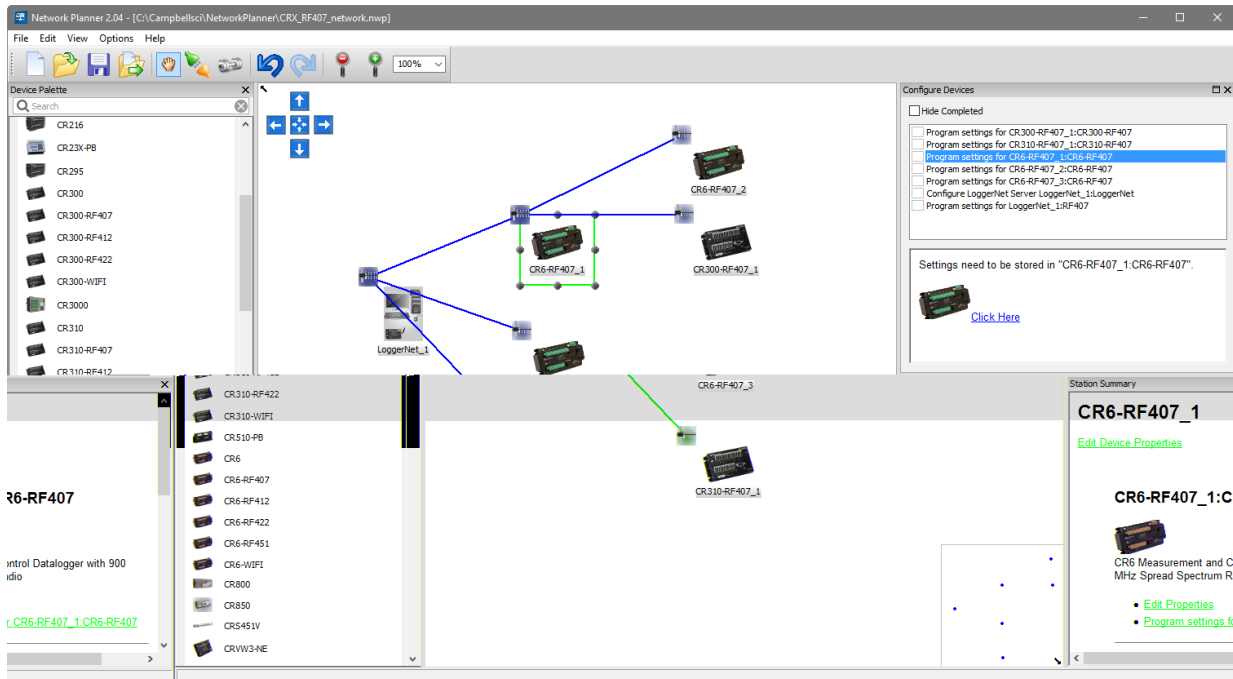 Network Planner 2.04 - [C:\Campbellsci\NetworkPlanner\CRX_RF407_network.nwp]
File Edit View Options Help
100%
Device Palette
Search
CR216
CR23X-PB
CR295
CR300
CR300-RF407
CR300-RF412
CR300-RF422
CR300-WIFI
CR3000
CR310
CR310-RF407
CR310-RF412
CR6-RF407_2
CR6-RF407_1
CR300-RF407_1
LoggerNet_1
Configure Devices
Hide Completed
Program settings for CR300-RF407_1:CR300-RF407
Program settings for CR310-RF407_1:CR310-RF407
Program settings for CR6-RF407_1:CR6-RF407
Program settings for CR6-RF407_2:CR6-RF407
Program settings for CR6-RF407_3:CR6-RF407
Configure LoggerNet Server LoggerNet_1:LoggerNet
Program settings for LoggerNet_1:RF407
Settings need to be stored in "CR6-RF407_1:CR6-RF407".
Click Here
R6-RF407
ontrol Datalogger with 900
dio
r CR6-RF407_1:CR6-RF407
CR310-RF422
CR310-WIFI
CR510-PB
CR6
CR6-RF407
CR6-RF412
CR6-RF422
CR6-RF451
CR6-WIFI
CR800
CR850
CRS451V
CRVW3-NE
CR6-RF407_3
CR310-RF407_1
Station Summary
CR6-RF407_1
Edit Device Properties
CR6-RF407_1:C
CR6 Measurement and C
MHz Spread Spectrum R
Edit Properties
Program settings fo